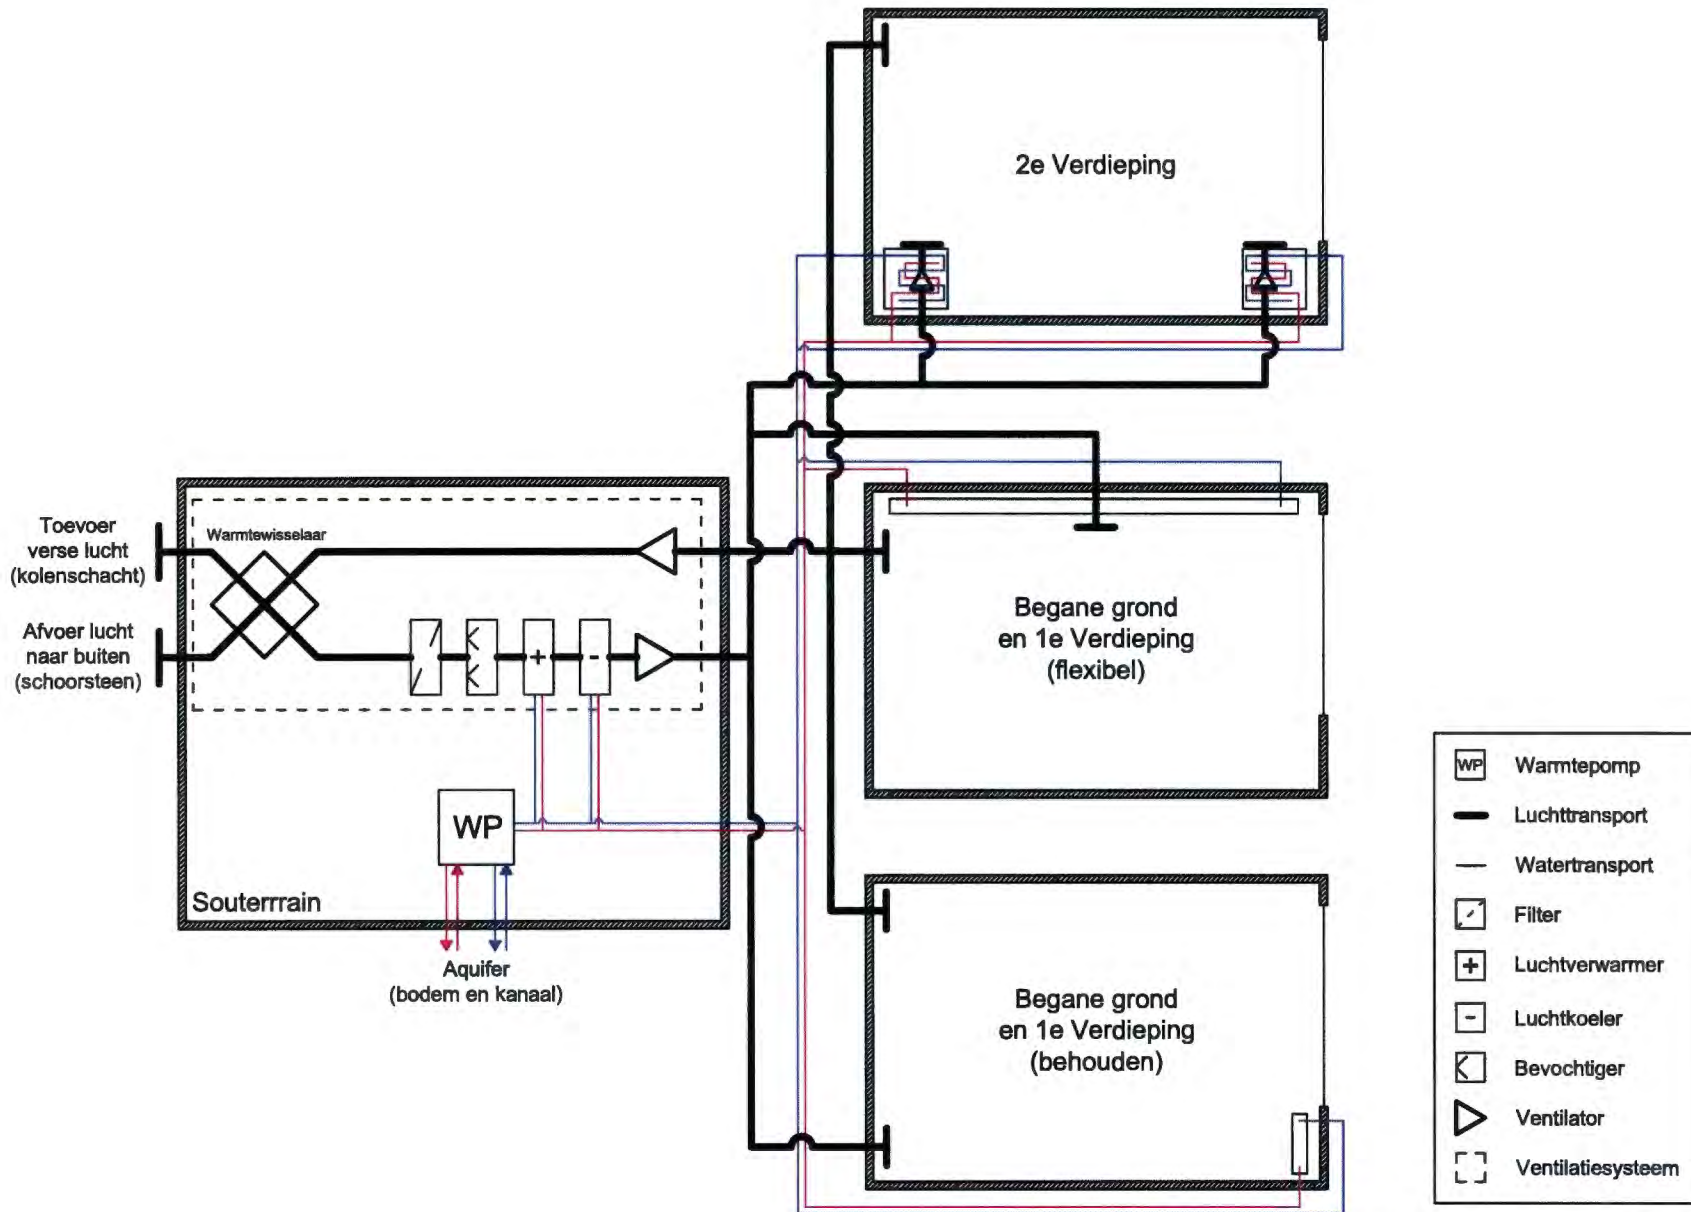 2e Verdieping
Toevoer
verse lucht
(kolenschacht)
Warmtewisselaar
Afvoer lucht
naar buiten
(schoorsteen)
+
-
WP
Souterrrain
Aquifer
(bodem en kanaal)
Begane grond
en 1e Verdieping
(flexibel)
Begane grond
en 1e Verdieping
(behouden)
WP Warmtepomp
Luchttransport
Watertransport
Filter
+ Luchtverwarmer
- Luchtkoeler
Bevochtiger
Ventilator
Ventilatiesysteem